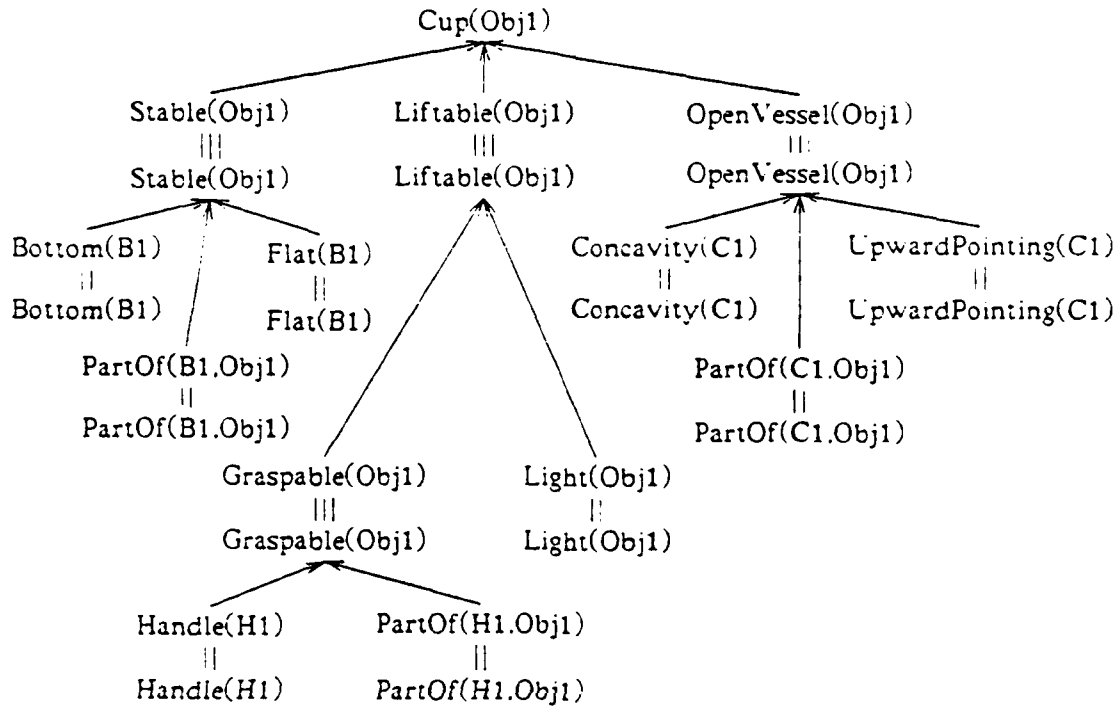 Cup(Obj1)
Stable(Obj1) Liftable(Obj1) OpenVessel(Obj1)
Stable(Obj1) Liftable(Obj1) OpenVessel(Obj1)
Bottom(B1) Flat(B1) Concavity(C1) UpwardPointing(C1)
Bottom(B1) Flat(B1) Concavity(C1) UpwardPointing(C1)
PartOf(B1,Obj1) PartOf(C1,Obj1)
PartOf(B1,Obj1) PartOf(C1,Obj1)
Graspable(Obj1) Light(Obj1)
Graspable(Obj1) Light(Obj1)
Handle(H1) PartOf(H1,Obj1)
Handle(H1) PartOf(H1,Obj1)